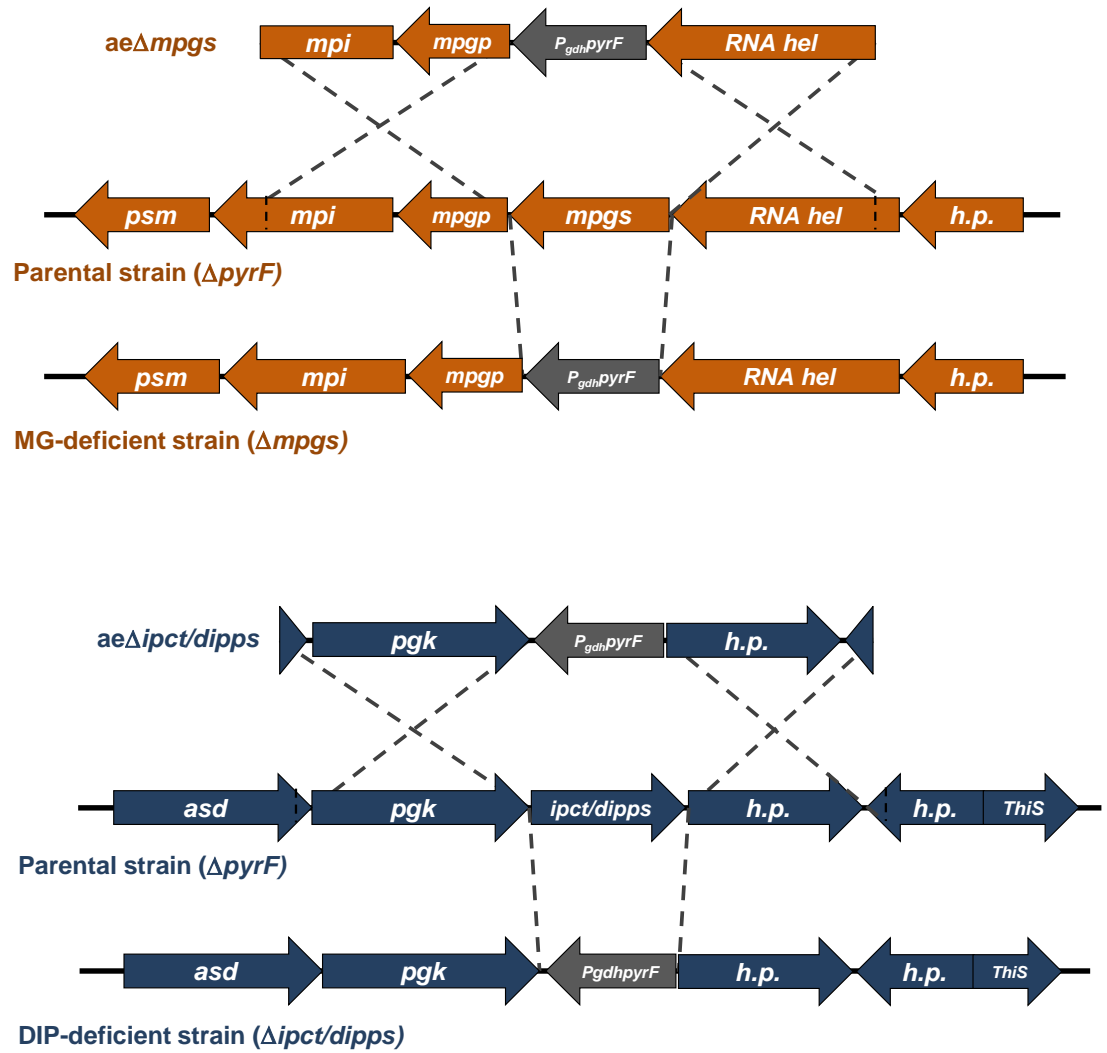 aeΔmpgs mpi mpgp PgdhpyrF RNA hel
psm mpi mpgp mpgs RNA hel h.p.
Parental strain (ΔpyrF)
psm mpi mpgp PgdhpyrF RNA hel h.p.
MG-deficient strain (Δmpgs)
aeΔipct/dipps pgk PgdhpyrF h.p.
asd pgk ipct/dipps h.p. h.p. ThiS
Parental strain (ΔpyrF)
asd pgk PgdhpyrF h.p. h.p. ThiS
DIP-deficient strain (Δipct/dipps)